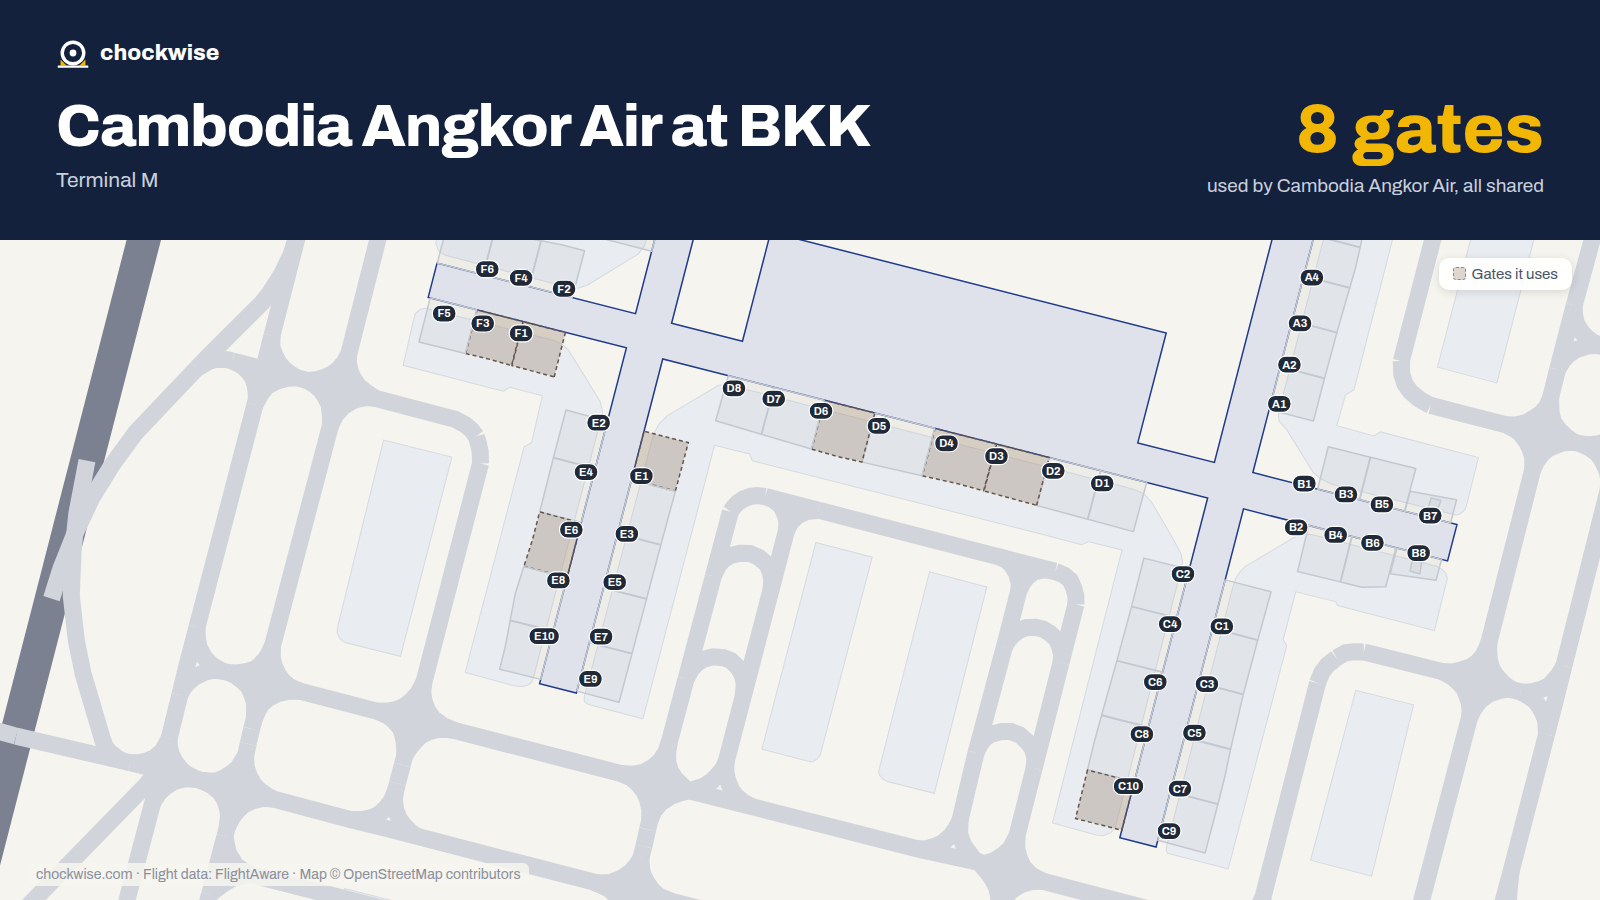 chockwise
Cambodia Angkor Air at BKK
Terminal M
8 gates
used by Cambodia Angkor Air, all shared
Gates it uses
F6
F4
F2
F5
F3
F1
A4
A3
A2
A1
D8
D7
D6
D5
D4
D3
D2
D1
E2
E4
E1
E6
E3
E8
E5
E10
E7
E9
B1
B3
B5
B7
B2
B4
B6
B8
C2
C4
C1
C6
C3
C8
C5
C10
C7
C9
chockwise.com · Flight data: FlightAware · Map © OpenStreetMap contributors